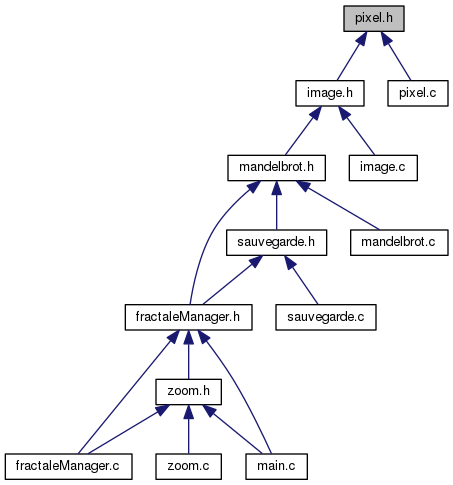 pixel.h
image.h
pixel.c
mandelbrot.h
image.c
sauvegarde.h
mandelbrot.c
fractaleManager.h
sauvegarde.c
zoom.h
fractaleManager.c
zoom.c
main.c